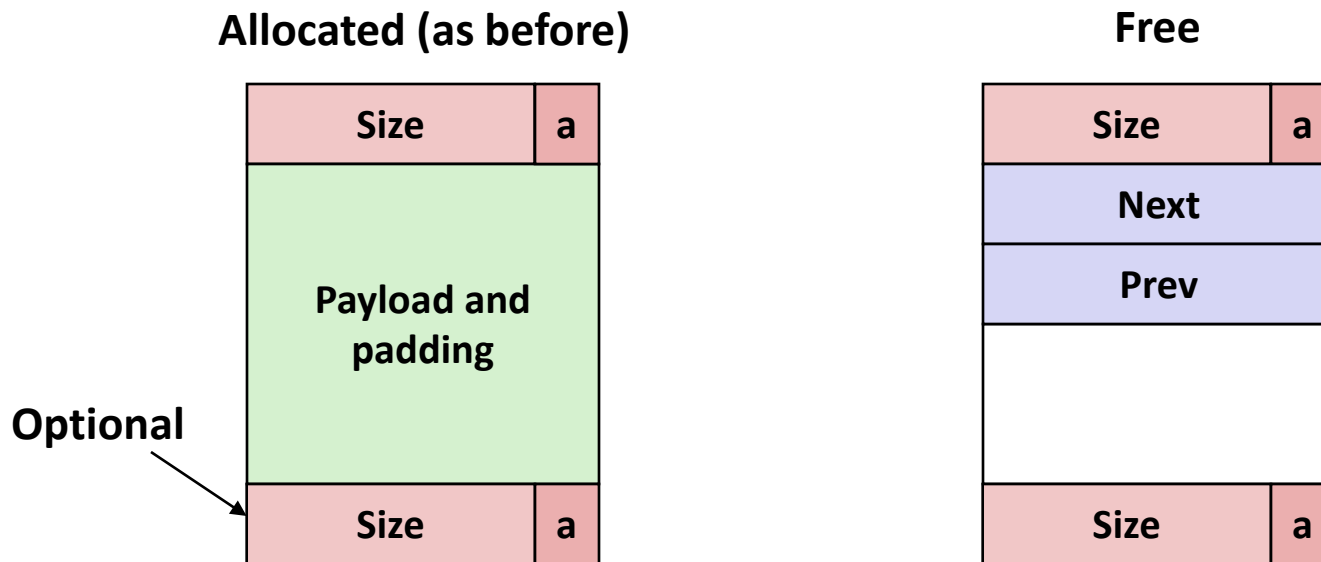 Allocated (as before)
Size a
Payload and
padding
Optional
Size a
Free
Size a
Next
Prev
Size a